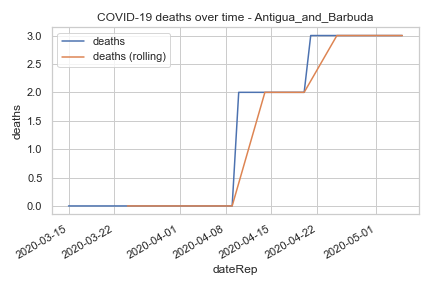 COVID-19 deaths over time - Antigua_and_Barbuda
deaths
deaths (rolling)
3.0
2.5
2.0
1.5
1.0
0.5
0.0
deaths
2020-03-15
2020-03-22
2020-04-01
2020-04-08
2020-04-15
2020-04-22
2020-05-01
dateRep